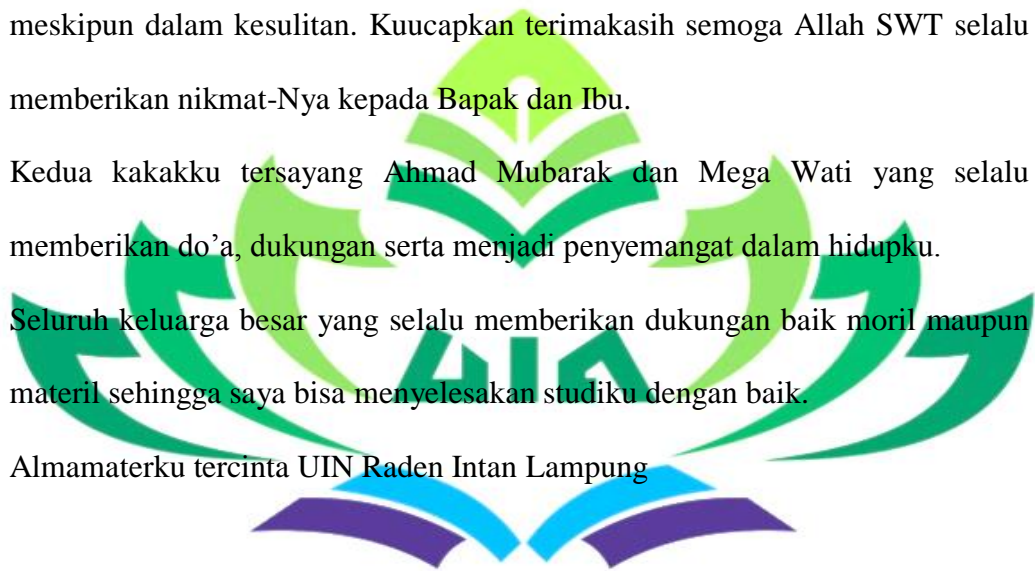 meskipun dalam kesulitan. Kuucapkan terimakasih semoga Allah SWT selalu
memberikan nikmat-Nya kepada Bapak dan Ibu.
Kedua kakakku tersayang Ahmad Mubarak dan Mega Wati yang selalu
memberikan do’a, dukungan serta menjadi penyemangat dalam hidupku.
Seluruh keluarga besar yang selalu memberikan dukungan baik moril maupun
UIN
materil sehingga saya bisa menyelesakan studiku dengan baik.
Almamaterku tercinta UIN Raden Intan Lampung